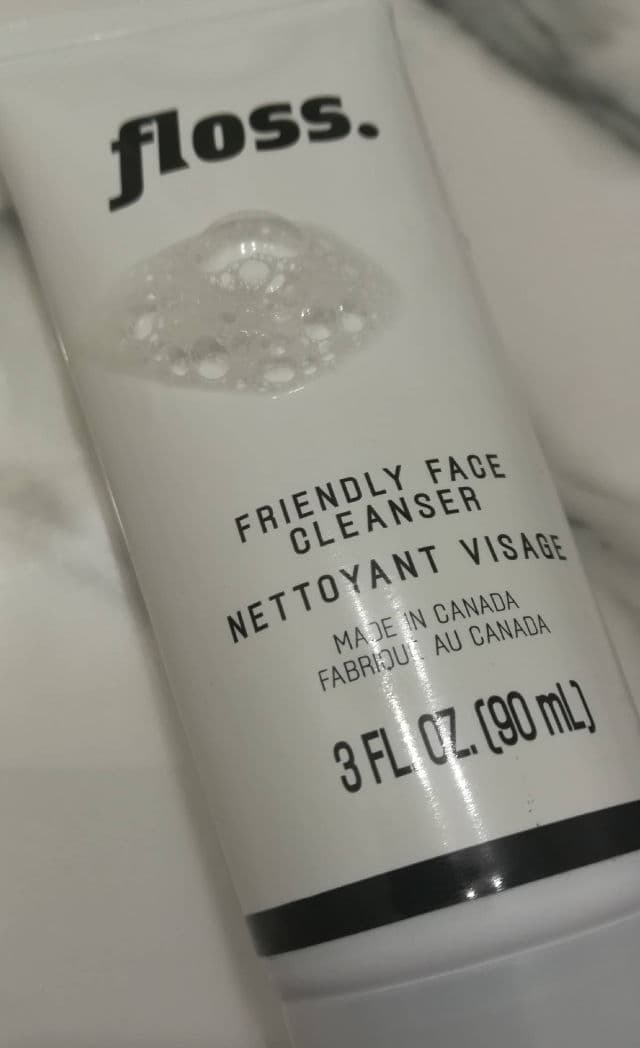 floss.
FRIENDLY FACE
CLEANSER
NETTOYANT VISAGE
MADE IN CANADA
FABRIQUÉ AU CANADA
3 FL. OZ. (90 mL)